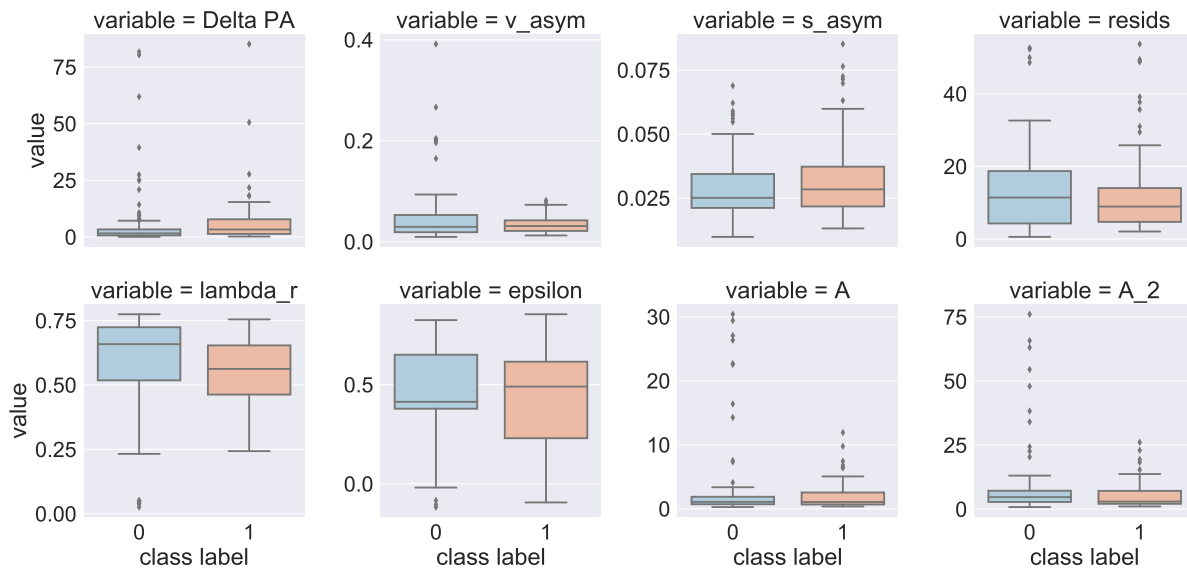 variable = Delta PA
variable = v_asym
variable = s_asym
variable = resids
value
75
50
25
0
0.4
0.2
0.0
0.075
0.050
0.025
40
20
0
variable = lambda_r
variable = epsilon
variable = A
variable = A_2
value
0.75
0.50
0.25
0.00
0.5
0.0
30
20
10
0
75
50
25
0
0 1
0 1
0 1
0 1
class label
class label
class label
class label